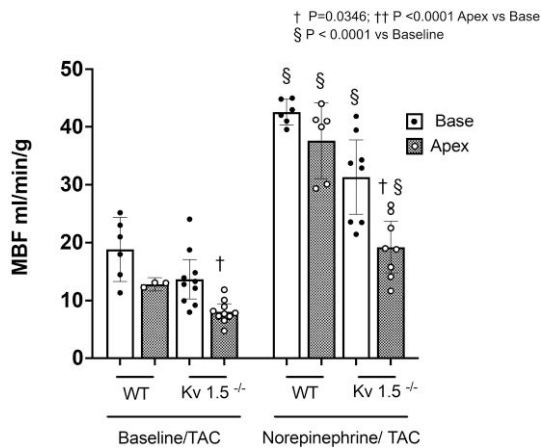 † P=0.0346; †† P <0.0001 Apex vs Base
§ P < 0.0001 vs Baseline
MBF ml/min/g
50
40
30
20
10
0
§
§
§
† §
†
Base
Apex
WT
Kv 1.5 -/-
WT
Kv 1.5 -/-
Baseline/TAC
Norepinephrine/ TAC